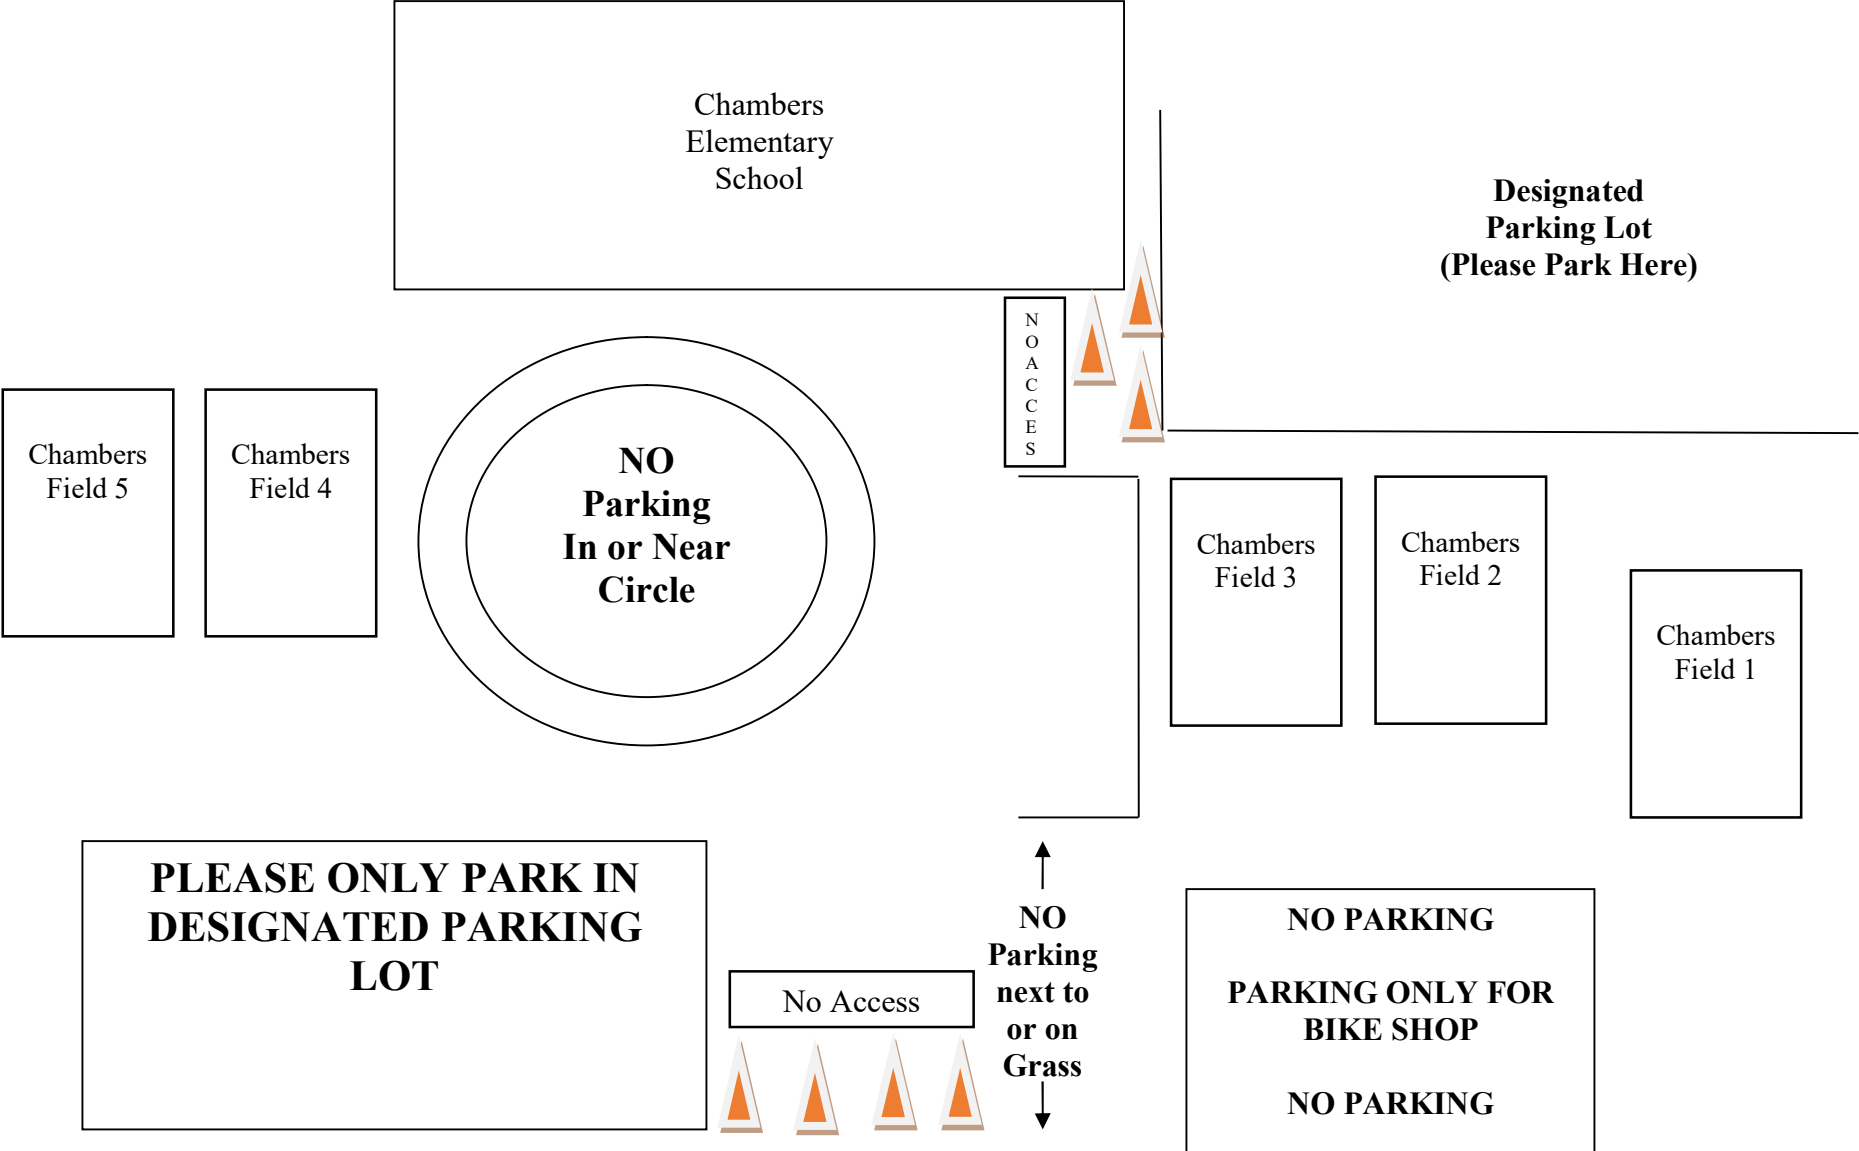 Chambers
Elementary
School
Designated
Parking Lot
(Please Park Here)
N
O
A
C
C
E
S
Chambers
Field 5
Chambers
Field 4
NO
Parking
In or Near
Circle
Chambers
Field 3
Chambers
Field 2
Chambers
Field 1
PLEASE ONLY PARK IN
DESIGNATED PARKING
LOT
No Access
NO
Parking
next to
or on
Grass
NO PARKING
PARKING ONLY FOR
BIKE SHOP
NO PARKING